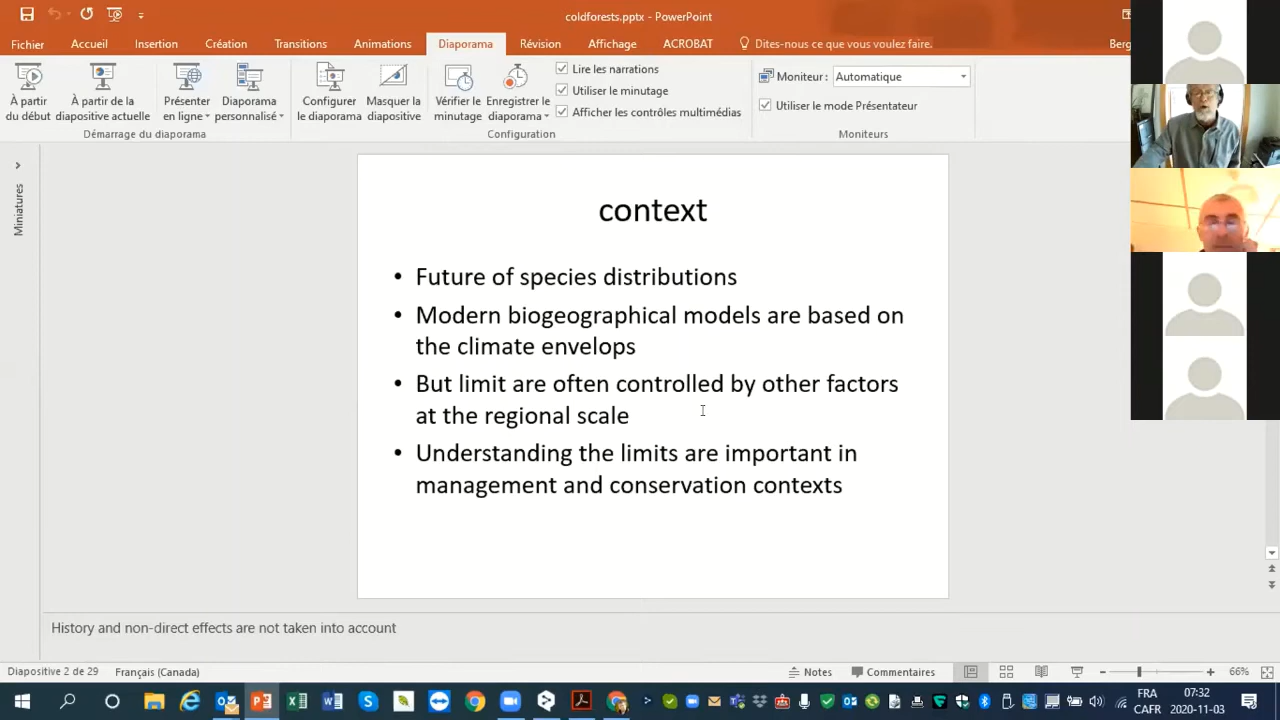 coldforests.pptx - PowerPoint
Fichier Accueil Insertion Création Transitions Animations Diaporama Révision Affichage ACROBAT Dites-nous ce que vous voulez faire. Berg
À partir du début
À partir de la diapositive actuelle
Présenter en ligne
Diaporama personnalisé
Configurer le diaporama
Masquer la diapositive
Vérifier le minutage
Enregistrer le diaporama
Lire les narrations
Utiliser le minutage
Afficher les contrôles multimédias
Moniteur : Automatique
Utiliser le mode Présentateur
Démarrage du diaporama Configuration Moniteurs
Miniatures
context
• Future of species distributions
• Modern biogeographical models are based on
the climate envelops
• But limit are often controlled by other factors
at the regional scale
• Understanding the limits are important in
management and conservation contexts
History and non-direct effects are not taken into account
Diapositive 2 de 29 Français (Canada) Notes Commentaires 66%
FRA 07:32
CAFR 2020-11-03